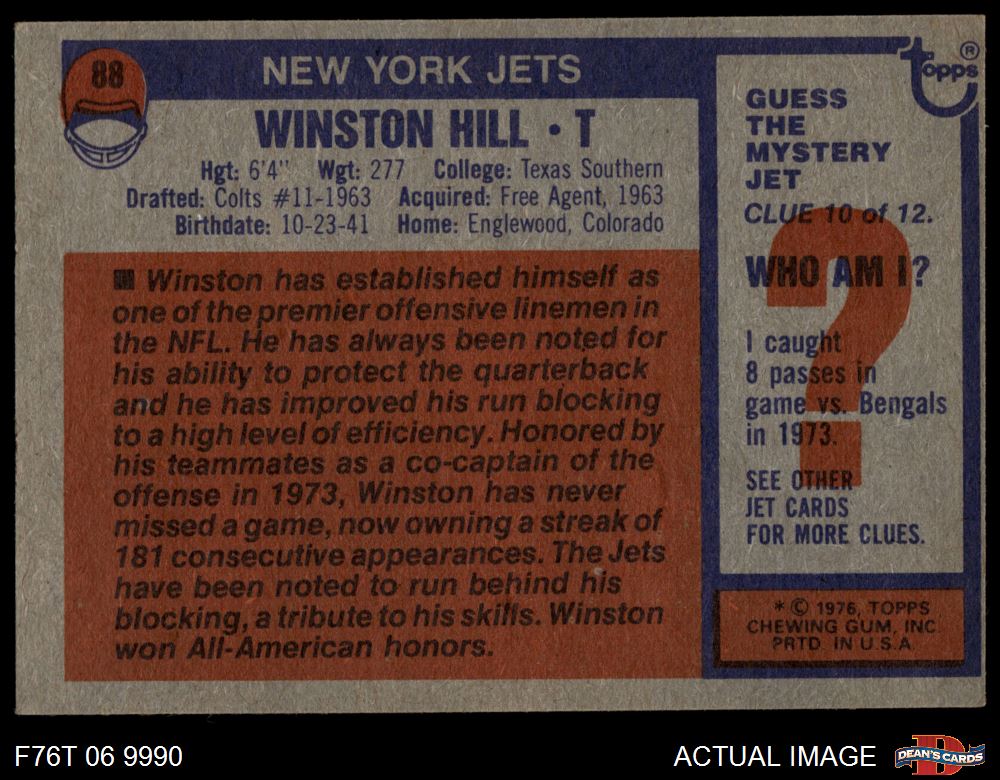 88
NEW YORK JETS
WINSTON HILL • T
Hgt: 6'4" Wgt: 277 College: Texas Southern
Drafted: Colts #11-1963 Acquired: Free Agent, 1963
Birthdate: 10-23-41 Home: Englewood, Colorado
■ Winston has established himself as
one of the premier offensive linemen in
the NFL. He has always been noted for
his ability to protect the quarterback
and he has improved his run blocking
to a high level of efficiency. Honored by
his teammates as a co-captain of the
offense in 1973, Winston has never
missed a game, now owning a streak of
181 consecutive appearances. The Jets
have been noted to run behind his
blocking, a tribute to his skills. Winston
won All-American honors.
topps ®
GUESS
THE
MYSTERY
JET
CLUE 10 of 12.
?
WHO AM I?
I caught
8 passes in
game vs. Bengals
in 1973.
SEE OTHER
JET CARDS
FOR MORE CLUES.
* © 1976, TOPPS
CHEWING GUM, INC.
PRTD. IN U.S.A.
F76T 06 9990
ACTUAL IMAGE
D
DEAN'S CARDS